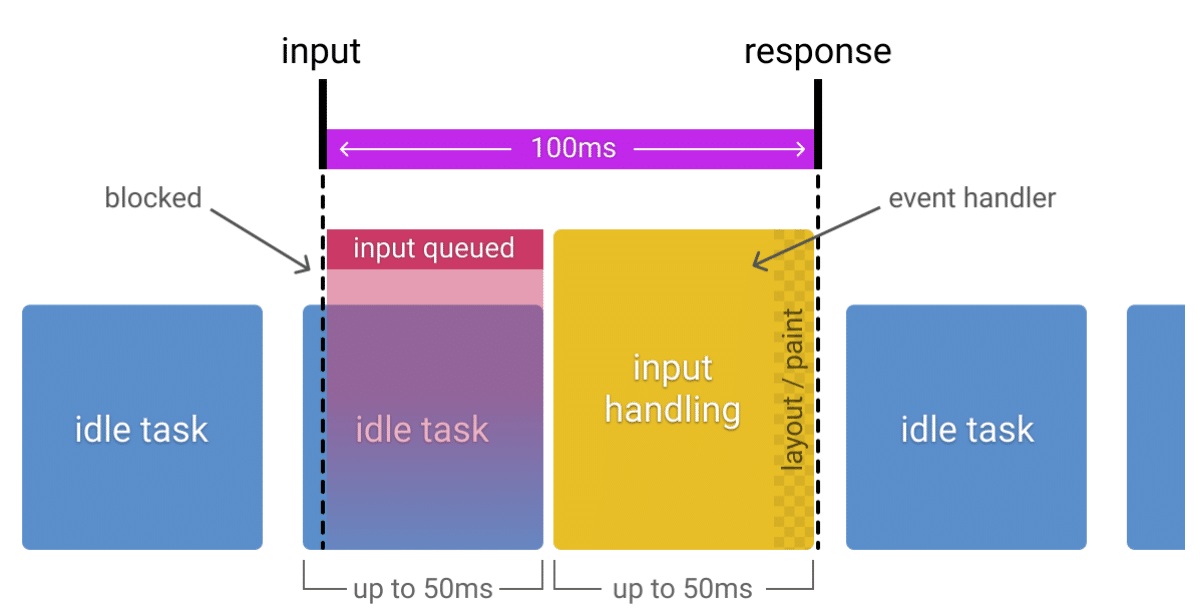 input
response
100ms
blocked
event handler
input queued
idle task
idle task
input
handling
layout / paint
idle task
up to 50ms
up to 50ms